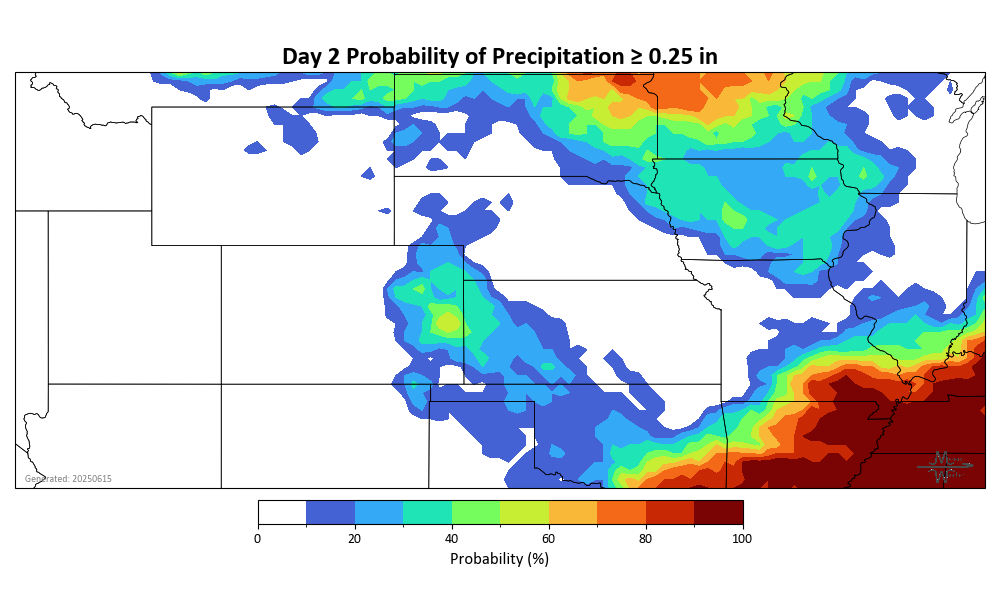 Day 2 Probability of Precipitation ≥ 0.25 in
Generated: 20250615
0 20 40 60 80 100
Probability (%)